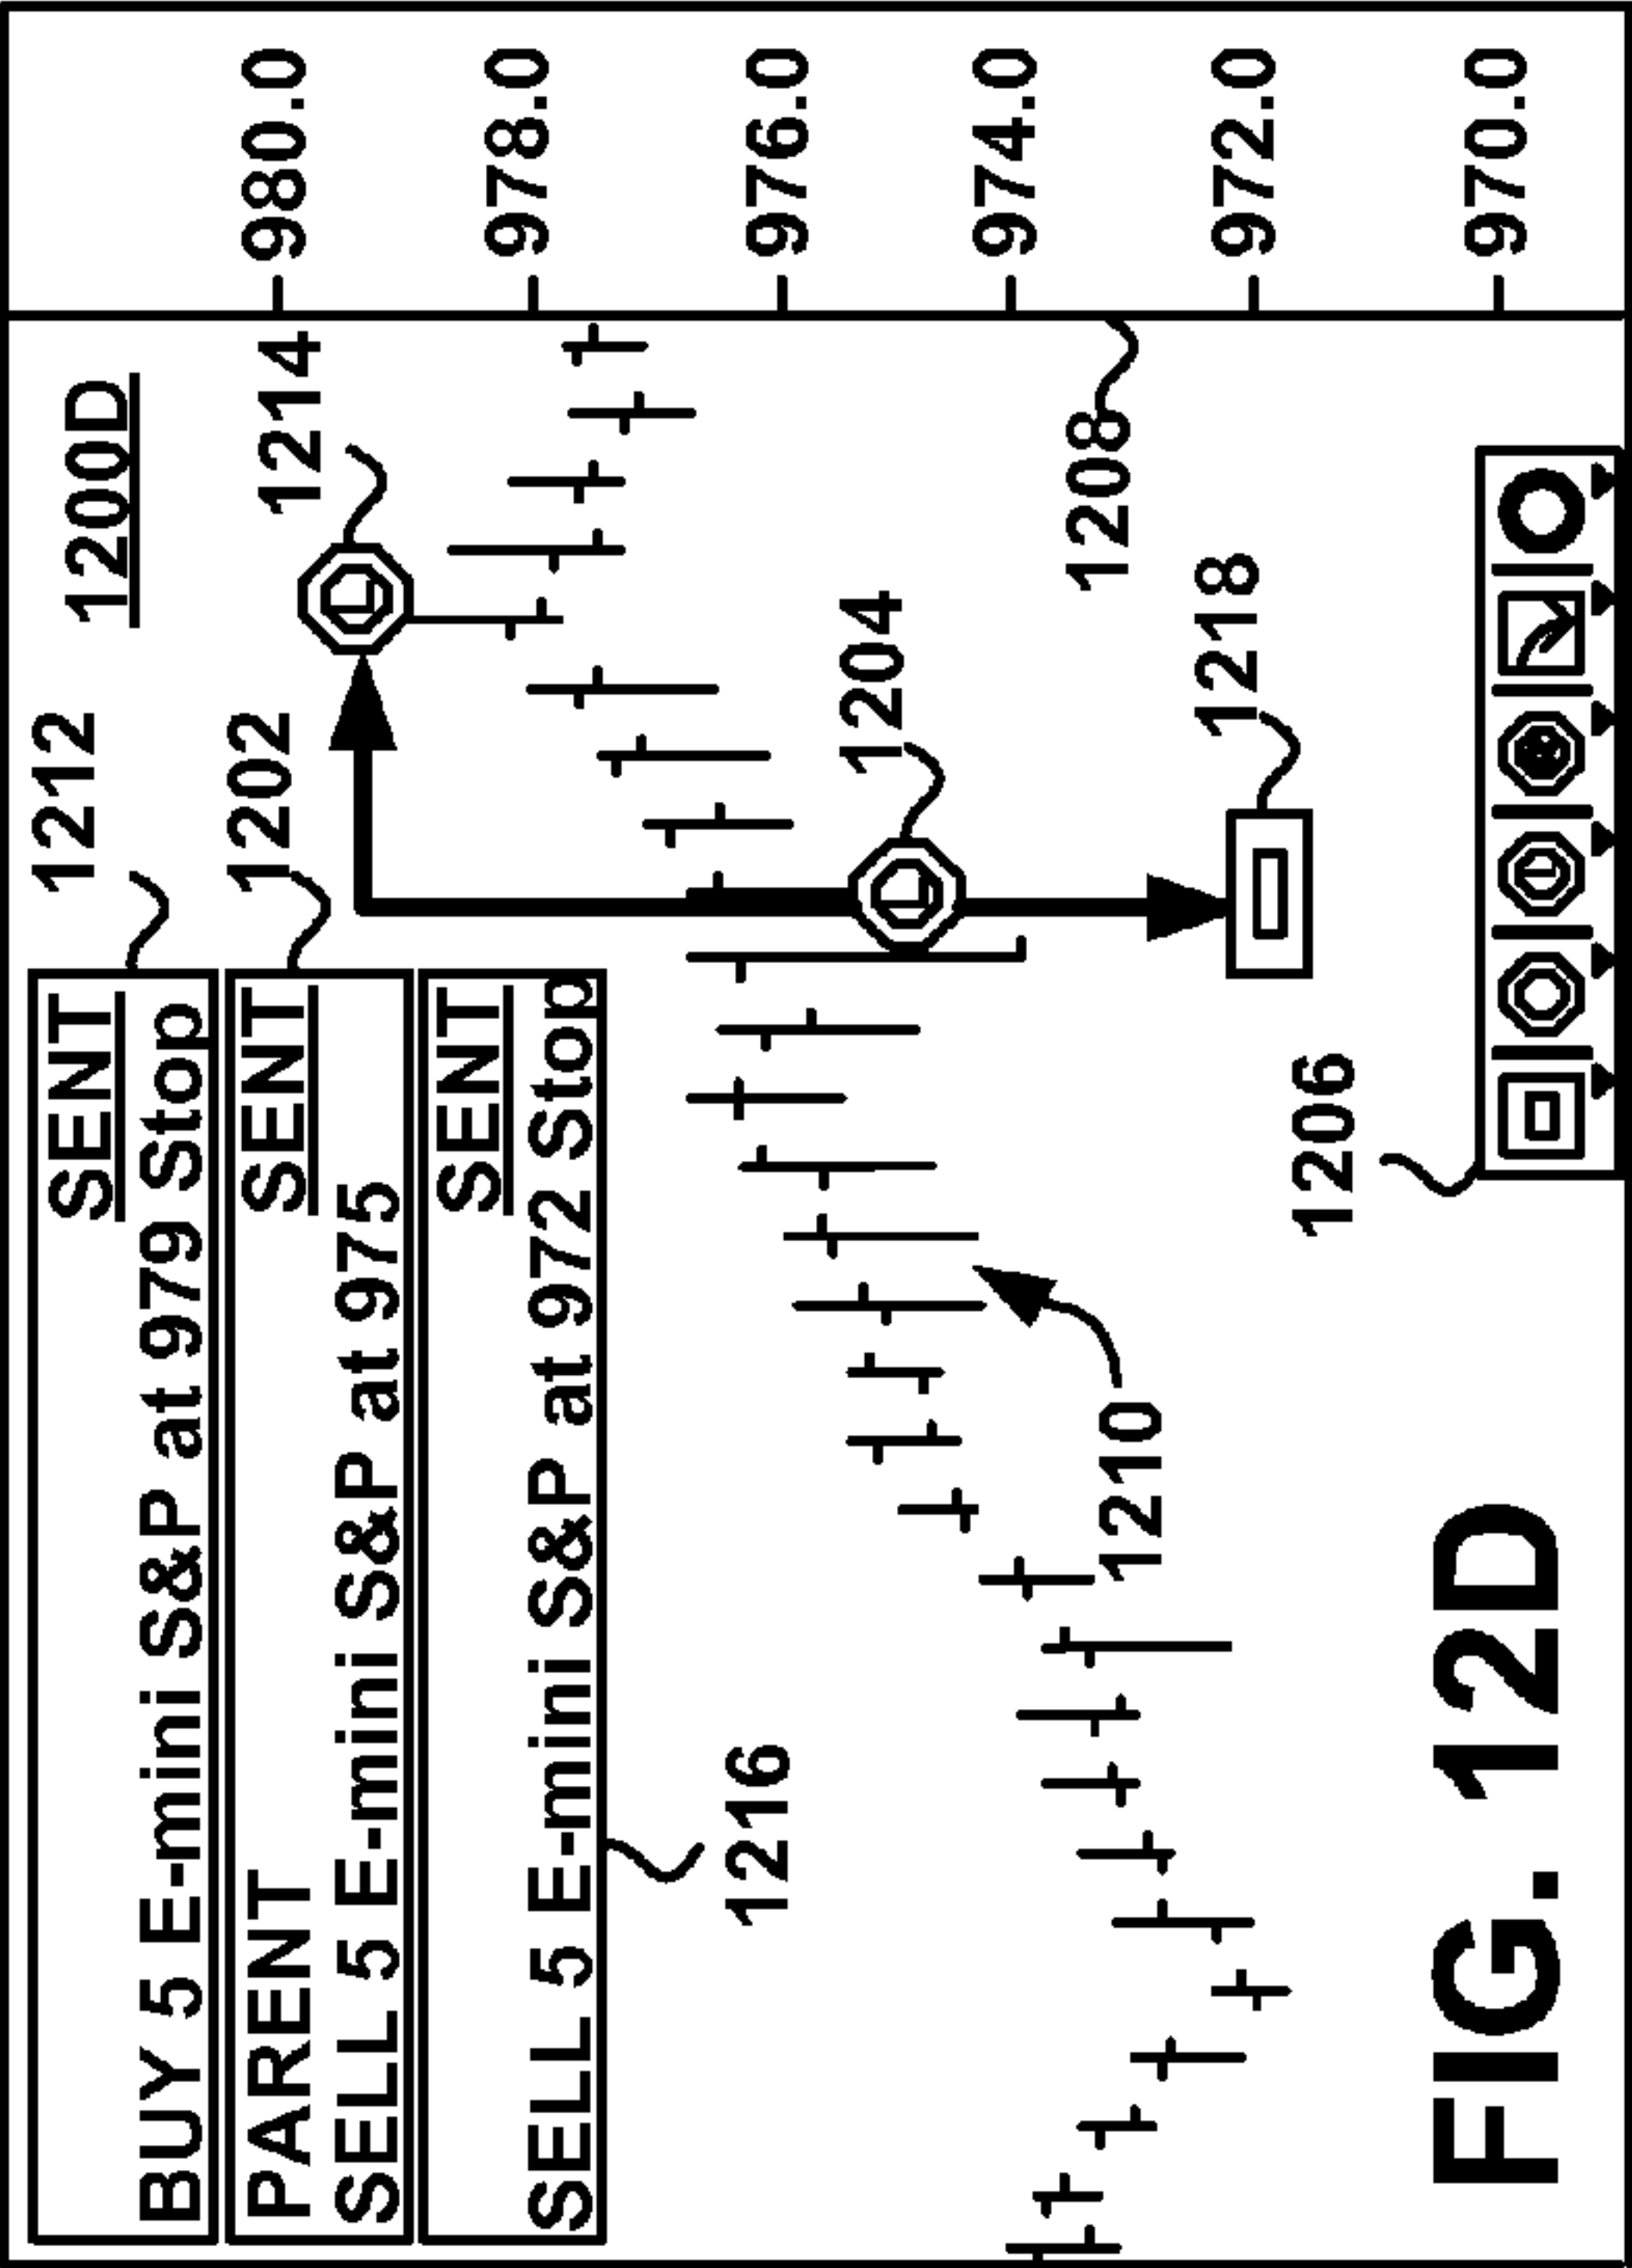 1200D
SENT
BUY 5 E-mini S&P at 979 Stop
1212
PARENT SENT
SELL 5 E-mini S&P at 975
1202
SENT
SELL 5 E-mini S&P at 972 Stop
1216
1214
1204
1218
1208
1210
1206
980.0
978.0
976.0
974.0
972.0
970.0
FIG. 12D